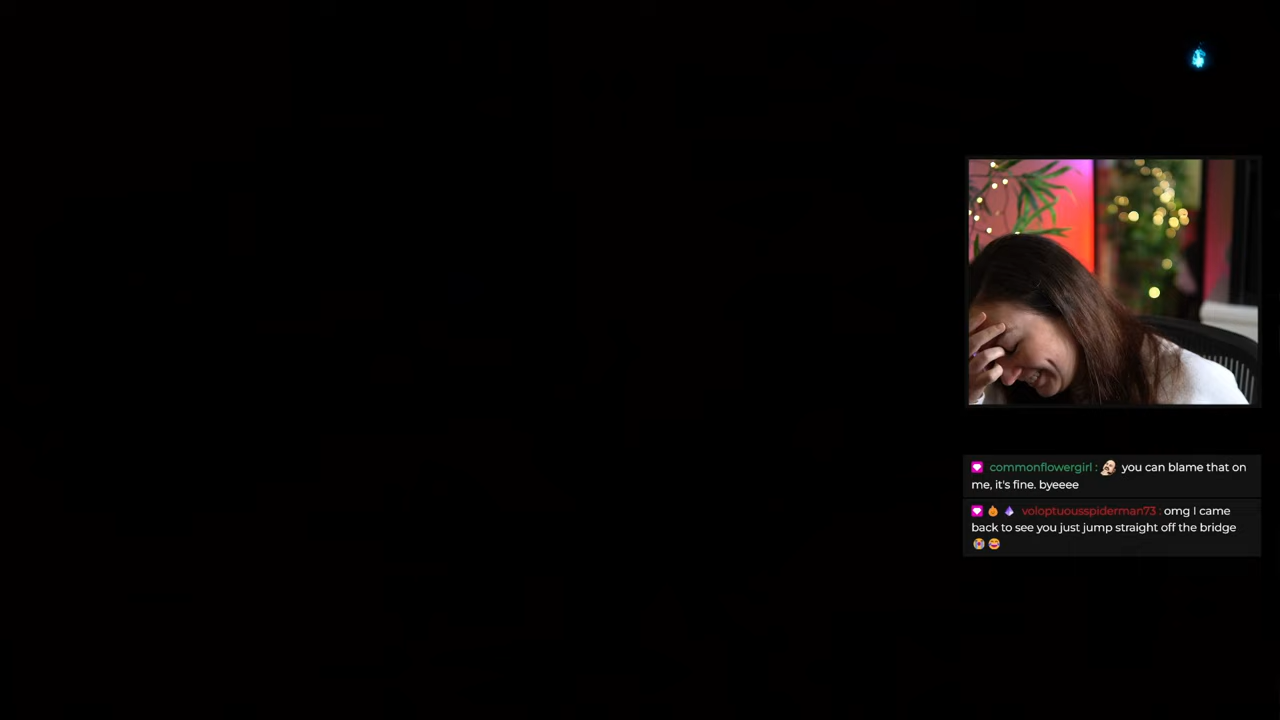 commonflowergirl : you can blame that on
me, it's fine. byeeee
voloptuousspiderman73 : omg I came
back to see you just jump straight off the bridge